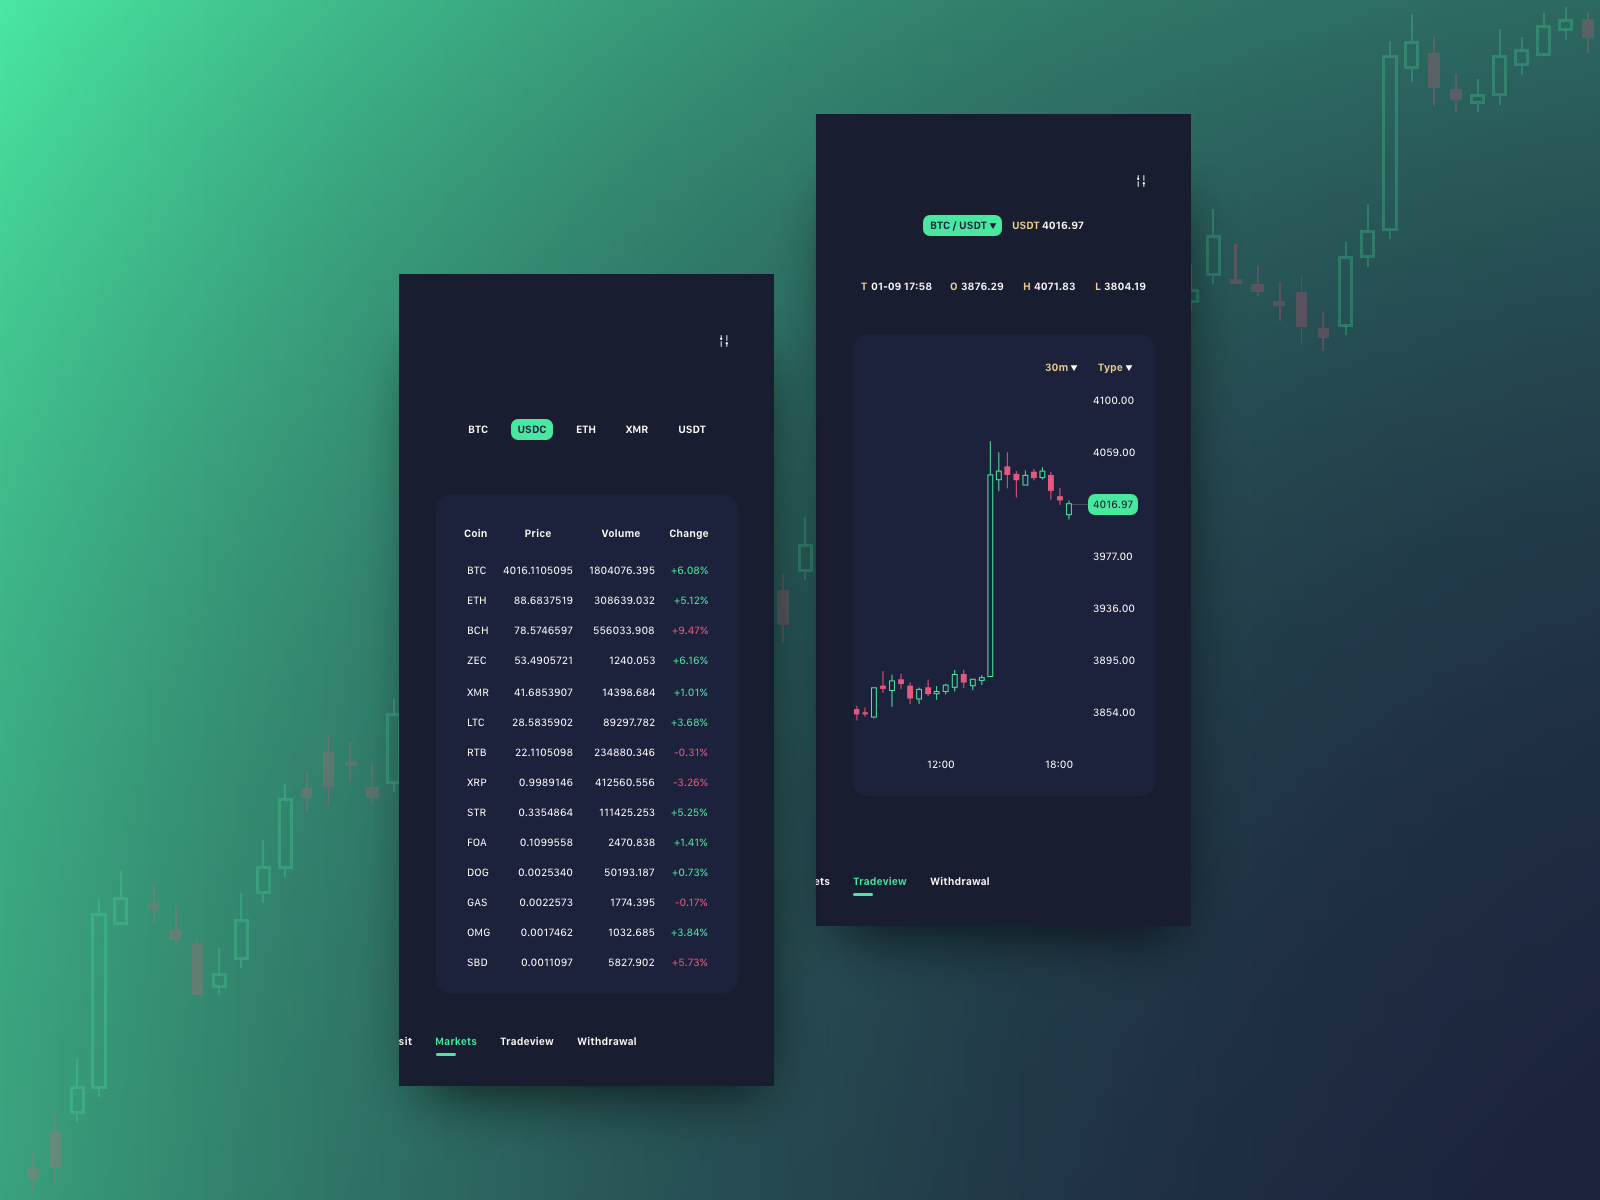 BTC USDC ETH XMR USDT
Coin Price Volume Change
BTC 4016.1105095 1804076.395 +6.08%
ETH 88.6837519 308639.032 +5.12%
BCH 78.5746597 556033.908 +9.47%
ZEC 53.4905721 1240.053 +6.16%
XMR 41.6853907 14398.684 +1.01%
LTC 28.5835902 89297.782 +3.68%
RTB 22.1105098 234880.346 -0.31%
XRP 0.9989146 412560.556 -3.26%
STR 0.3354864 111425.253 +5.25%
FOA 0.1099558 2470.838 +1.41%
DOG 0.0025340 50193.187 +0.73%
GAS 0.0022573 1774.395 -0.17%
OMG 0.0017462 1032.685 +3.84%
SBD 0.0011097 5827.902 +5.73%
sit Markets Tradeview Withdrawal
BTC / USDT ▾ USDT 4016.97
T 01-09 17:58 O 3876.29 H 4071.83 L 3804.19
30m ▾ Type ▾
4100.00
4059.00
4016.97
3977.00
3936.00
3895.00
3854.00
12:00 18:00
ets Tradeview Withdrawal